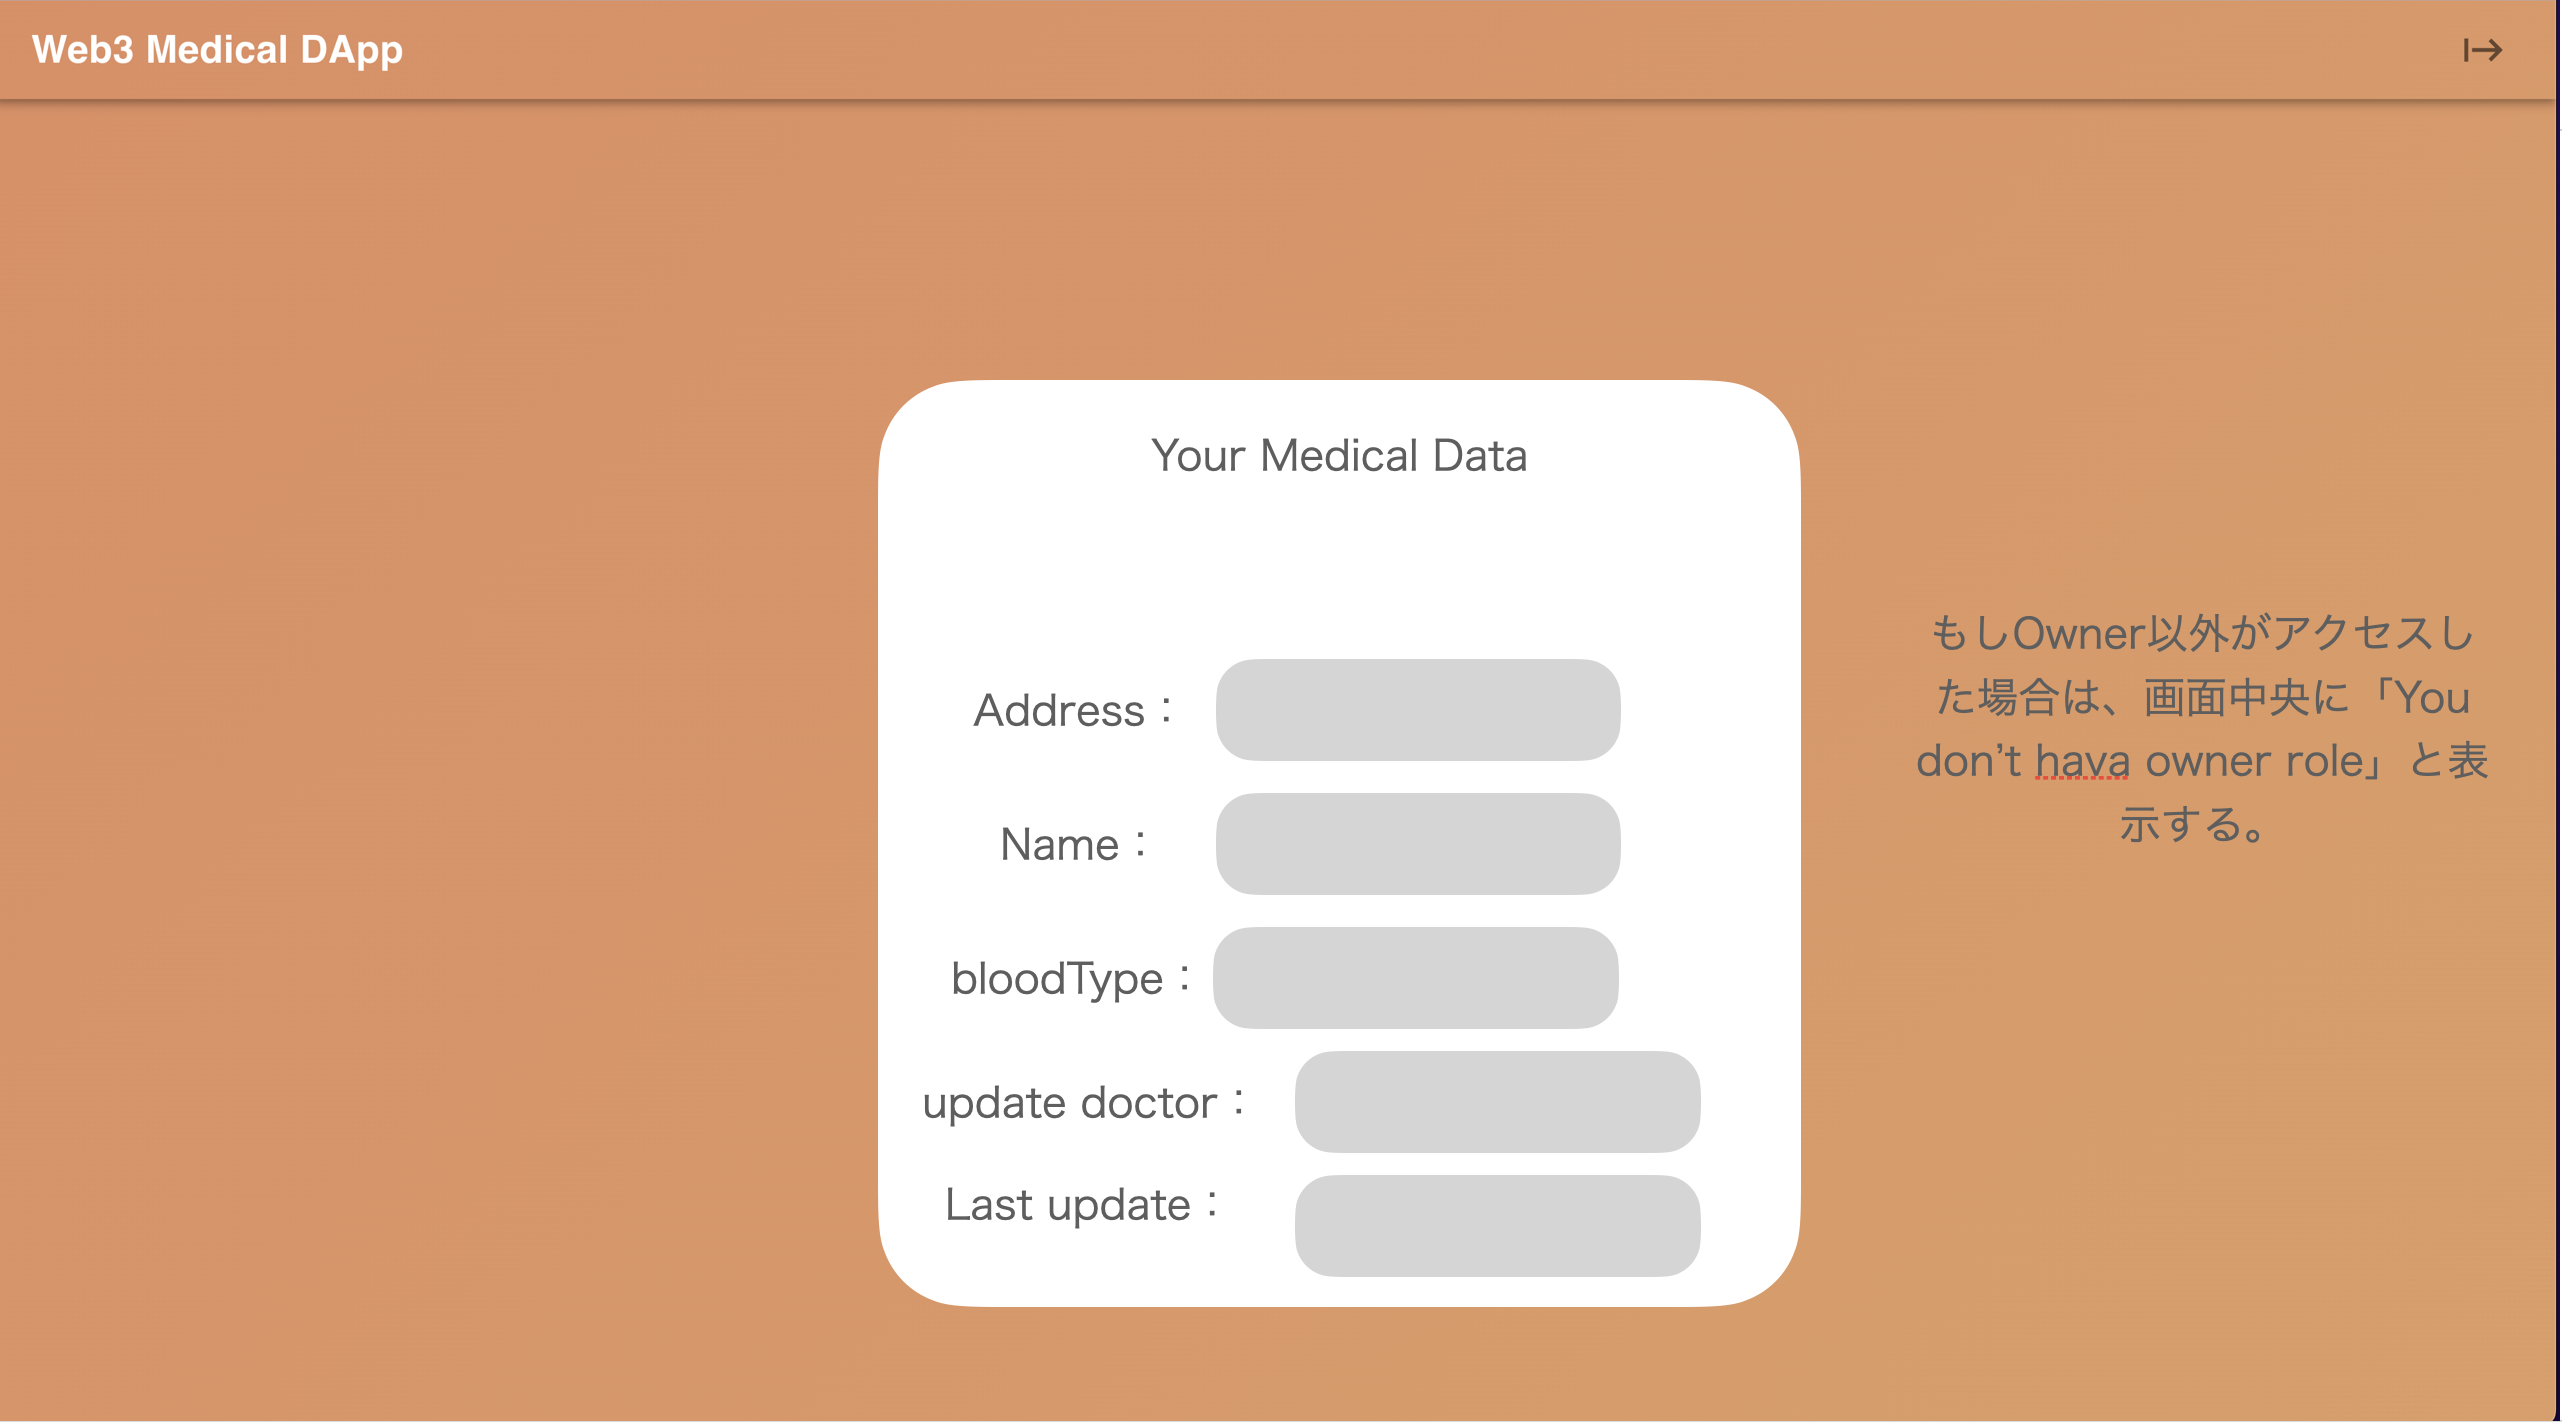 Web3 Medical DApp
Your Medical Data
Address：
Name：
bloodType：
update doctor：
Last update：
もしOwner以外がアクセスし
た場合は、画面中央に「You
don’t hava owner role」と表
示する。